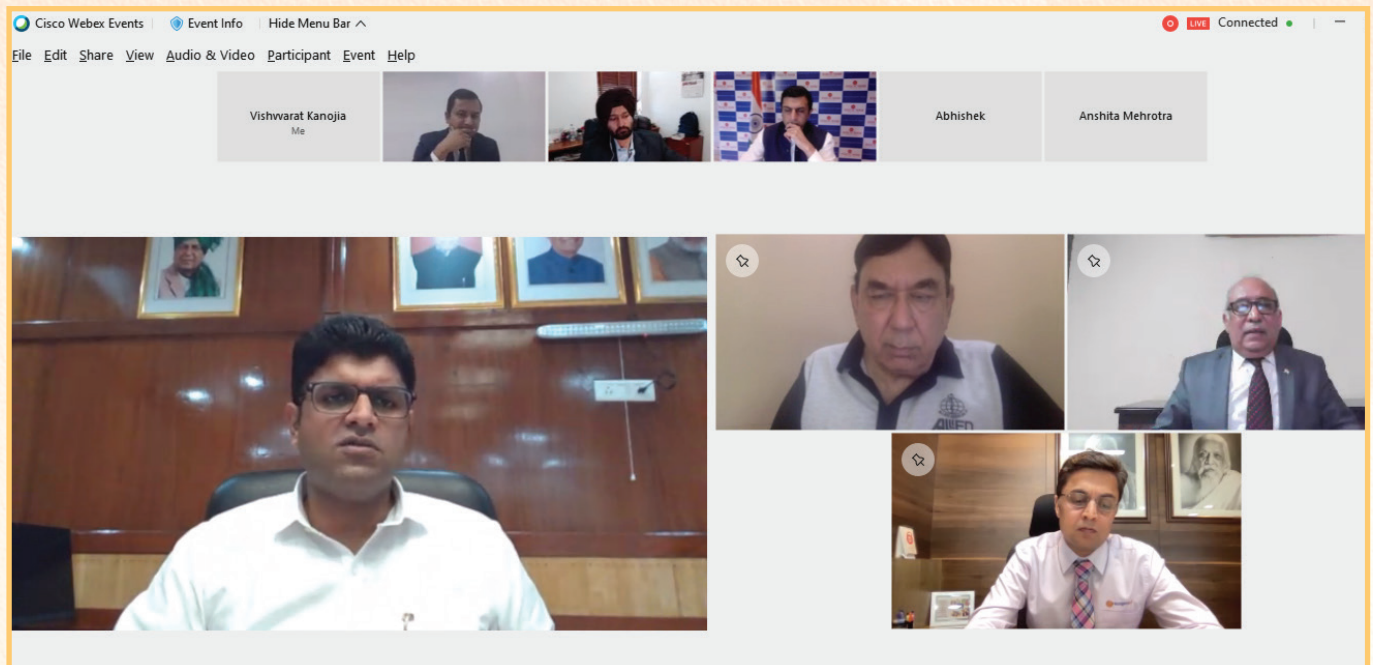 Cisco Webex Events Event Info Hide Menu Bar LIVE Connected
File Edit Share View Audio & Video Participant Event Help
Vishvvarat Kanojia
Me
Abhishek
Anshita Mehrotra
ALLIED